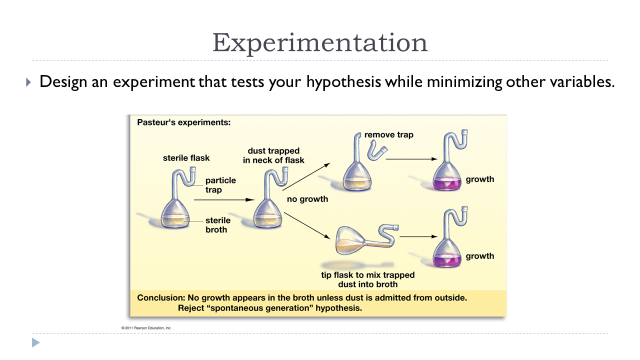 Experimentation
Design an experiment that tests your hypothesis while minimizing other variables.
Pasteur's experiments:
sterile flask
particle
trap
sterile
broth
dust trapped
in neck of flask
no growth
remove trap
growth
tip flask to mix trapped
dust into broth
growth
Conclusion: No growth appears in the broth unless dust is admitted from outside.
Reject "spontaneous generation" hypothesis.
© 2011 Pearson Education, Inc